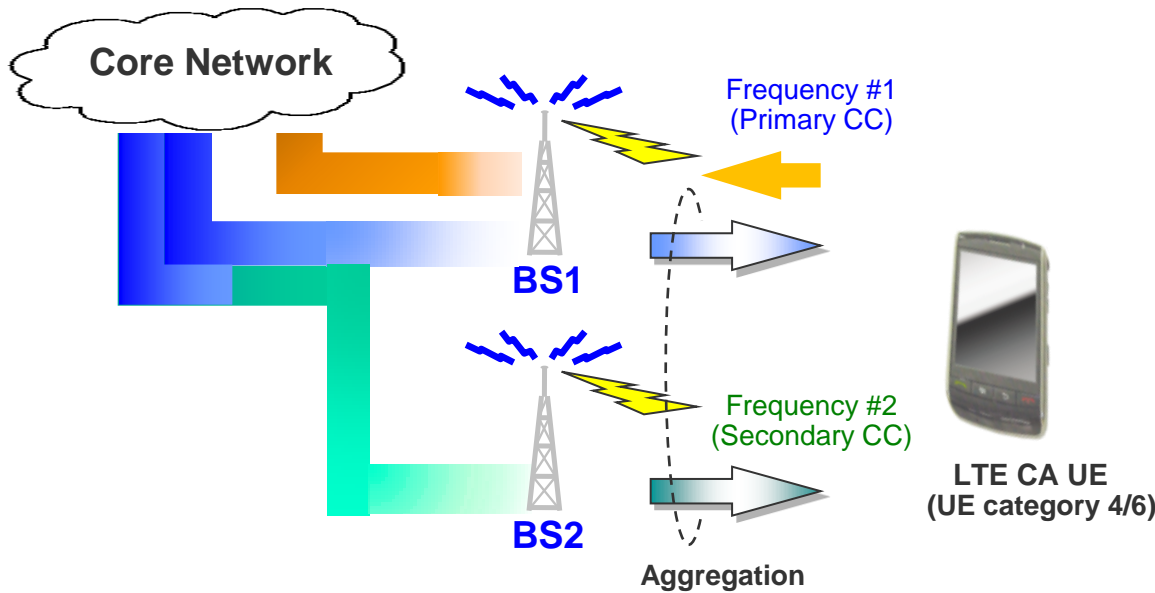 Core Network
Frequency #1
(Primary CC)
BS1
Frequency #2
(Secondary CC)
LTE CA UE
(UE category 4/6)
BS2
Aggregation